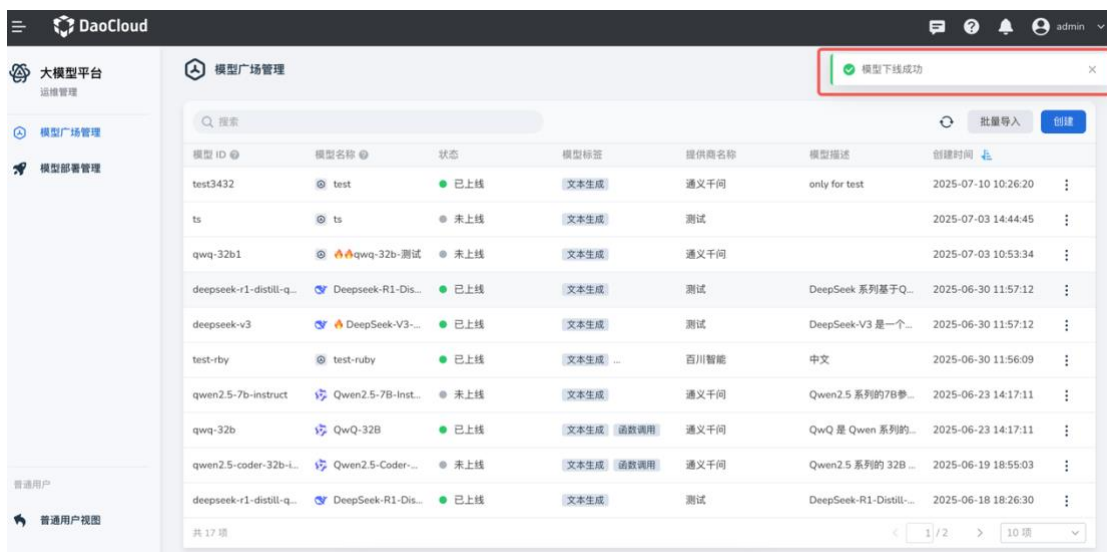 DaoCloud
admin
大模型平台
运维管理
模型广场管理
模型部署管理
普通用户
普通用户视图
模型广场管理
模型下线成功
搜索
批量导入
创建
模型 ID 模型名称 状态 模型标签 提供商名称 模型描述 创建时间
test3432 test 已上线 文本生成 通义千问 only for test 2025-07-10 10:26:20
ts ts 未上线 文本生成 测试 2025-07-03 14:44:45
qwq-32b1 🔥🔥qwq-32b-测试 未上线 文本生成 通义千问 2025-07-03 10:53:34
deepseek-r1-distill-q... Deepseek-R1-Dis... 已上线 文本生成 测试 DeepSeek 系列基于Q... 2025-06-30 11:57:12
deepseek-v3 🔥DeepSeek-V3-... 已上线 文本生成 测试 DeepSeek-V3 是一个... 2025-06-30 11:57:12
test-rby test-ruby 已上线 文本生成 ... 百川智能 中文 2025-06-30 11:56:09
qwen2.5-7b-instruct Qwen2.5-7B-Inst... 未上线 文本生成 通义千问 Qwen2.5 系列的7B参... 2025-06-23 14:17:11
qwq-32b QwQ-32B 已上线 文本生成 函数调用 通义千问 QwQ 是 Qwen 系列的... 2025-06-23 14:17:11
qwen2.5-coder-32b-i... Qwen2.5-Coder-... 未上线 文本生成 函数调用 通义千问 Qwen2.5 系列的 32B ... 2025-06-19 18:55:03
deepseek-r1-distill-q... DeepSeek-R1-Dis... 已上线 文本生成 测试 DeepSeek-R1-Distill-... 2025-06-18 18:26:30
共 17 项
1 / 2
10 项